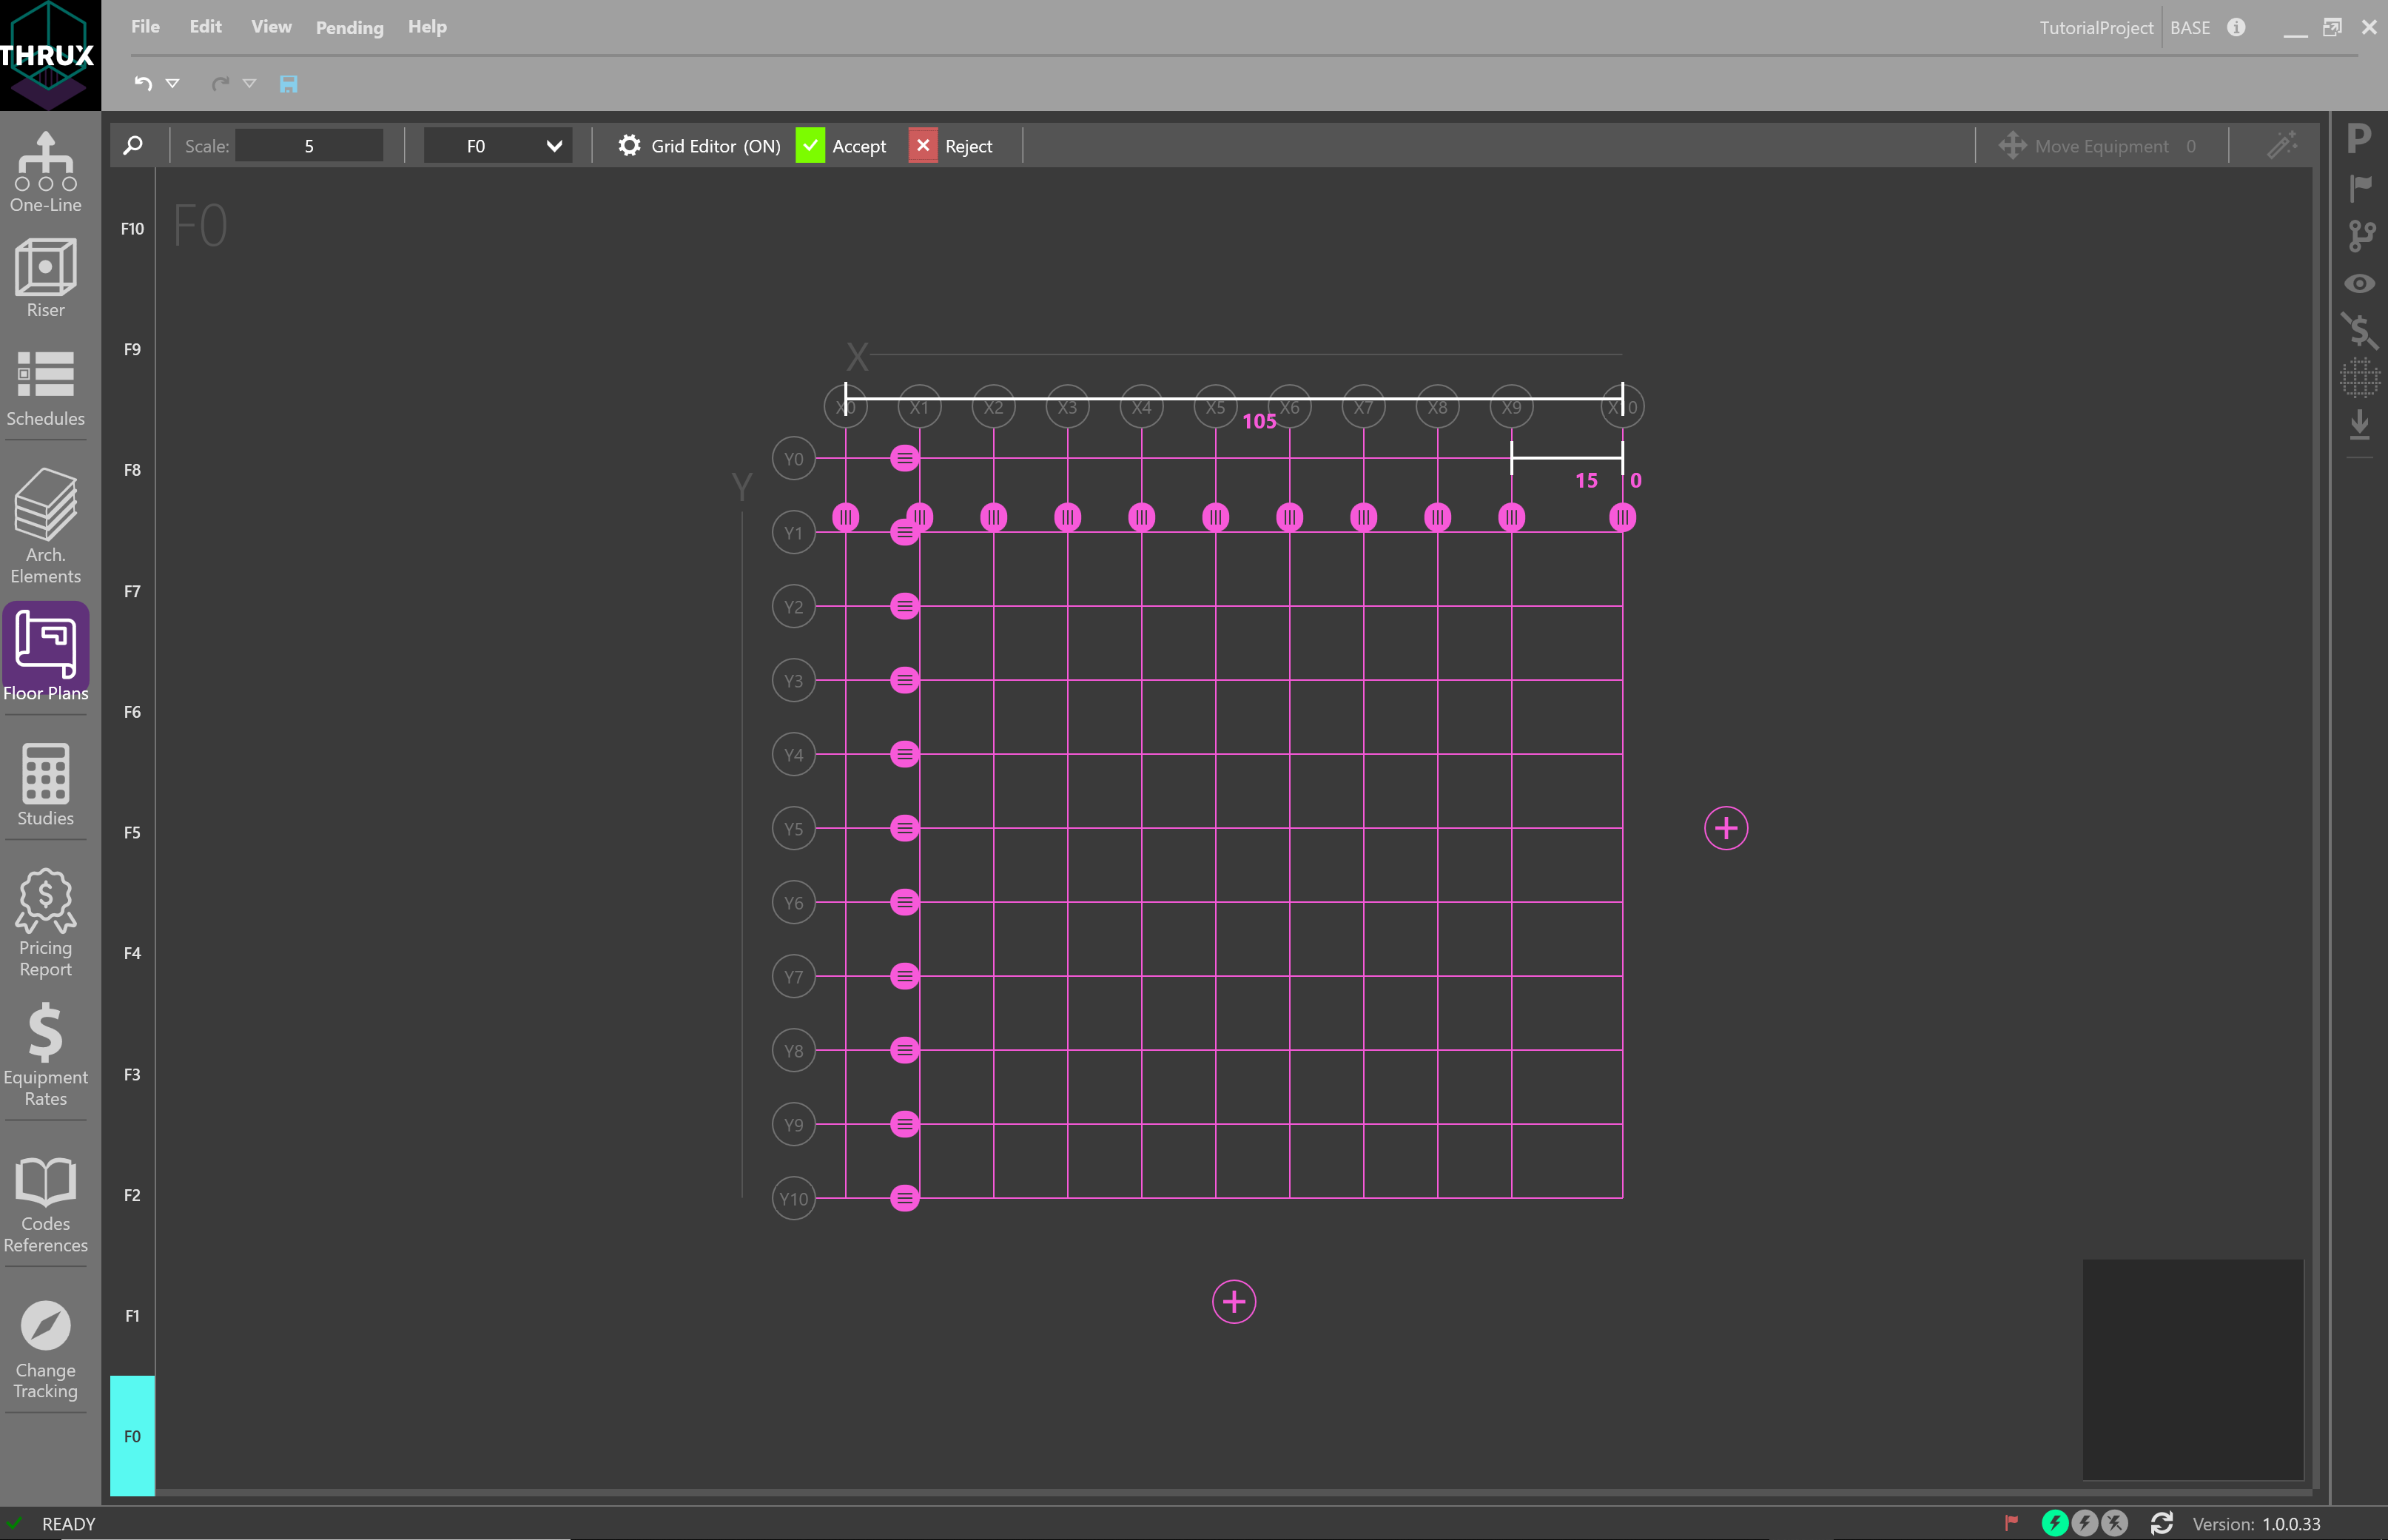 THRUX
File Edit View Pending Help
TutorialProject BASE
Scale: 5 F0 Grid Editor (ON) Accept Reject Move Equipment 0
One-Line
Riser
Schedules
Arch.
Elements
Floor Plans
Studies
Pricing
Report
Equipment
Rates
Codes
References
Change
Tracking
F10
F9
F8
F7
F6
F5
F4
F3
F2
F1
F0
F0
X
X0 X1 X2 X3 X4 X5 X6 X7 X8 X9 X10
105
15 0
Y
Y0
Y1
Y2
Y3
Y4
Y5
Y6
Y7
Y8
Y9
Y10
P
READY
Version: 1.0.0.33